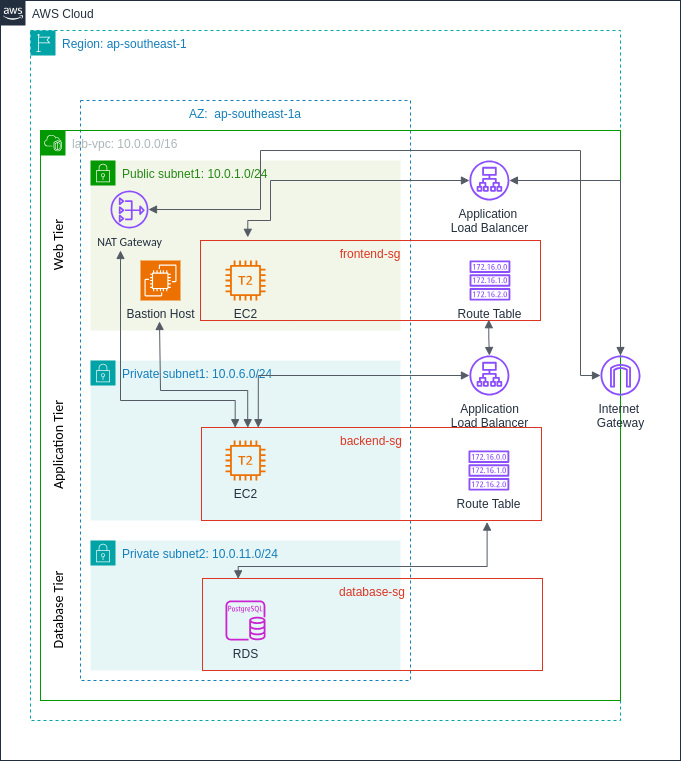 aws
AWS Cloud
Region: ap-southeast-1
AZ:  ap-southeast-1a
lab-vpc: 10.0.0.0/16
Web Tier
Public subnet1: 10.0.1.0/24
NAT Gateway
Bastion Host
T2
EC2
frontend-sg
Application
Load Balancer
172.16.0.0
172.16.1.0
172.16.2.0
Route Table
Application Tier
Private subnet1: 10.0.6.0/24
Application
Load Balancer
Internet
Gateway
backend-sg
T2
EC2
172.16.0.0
172.16.1.0
172.16.2.0
Route Table
Database Tier
Private subnet2: 10.0.11.0/24
database-sg
PostgreSQL
RDS